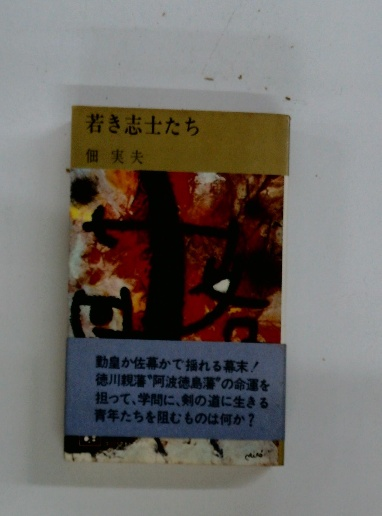 若き志士たち
佃 実夫
勤皇か佐幕かで揺れる幕末!
徳川親藩“阿波徳島藩”の命運を
担って、学問に、剣の道に生きる
青年たちを阻むものは何か?
miró